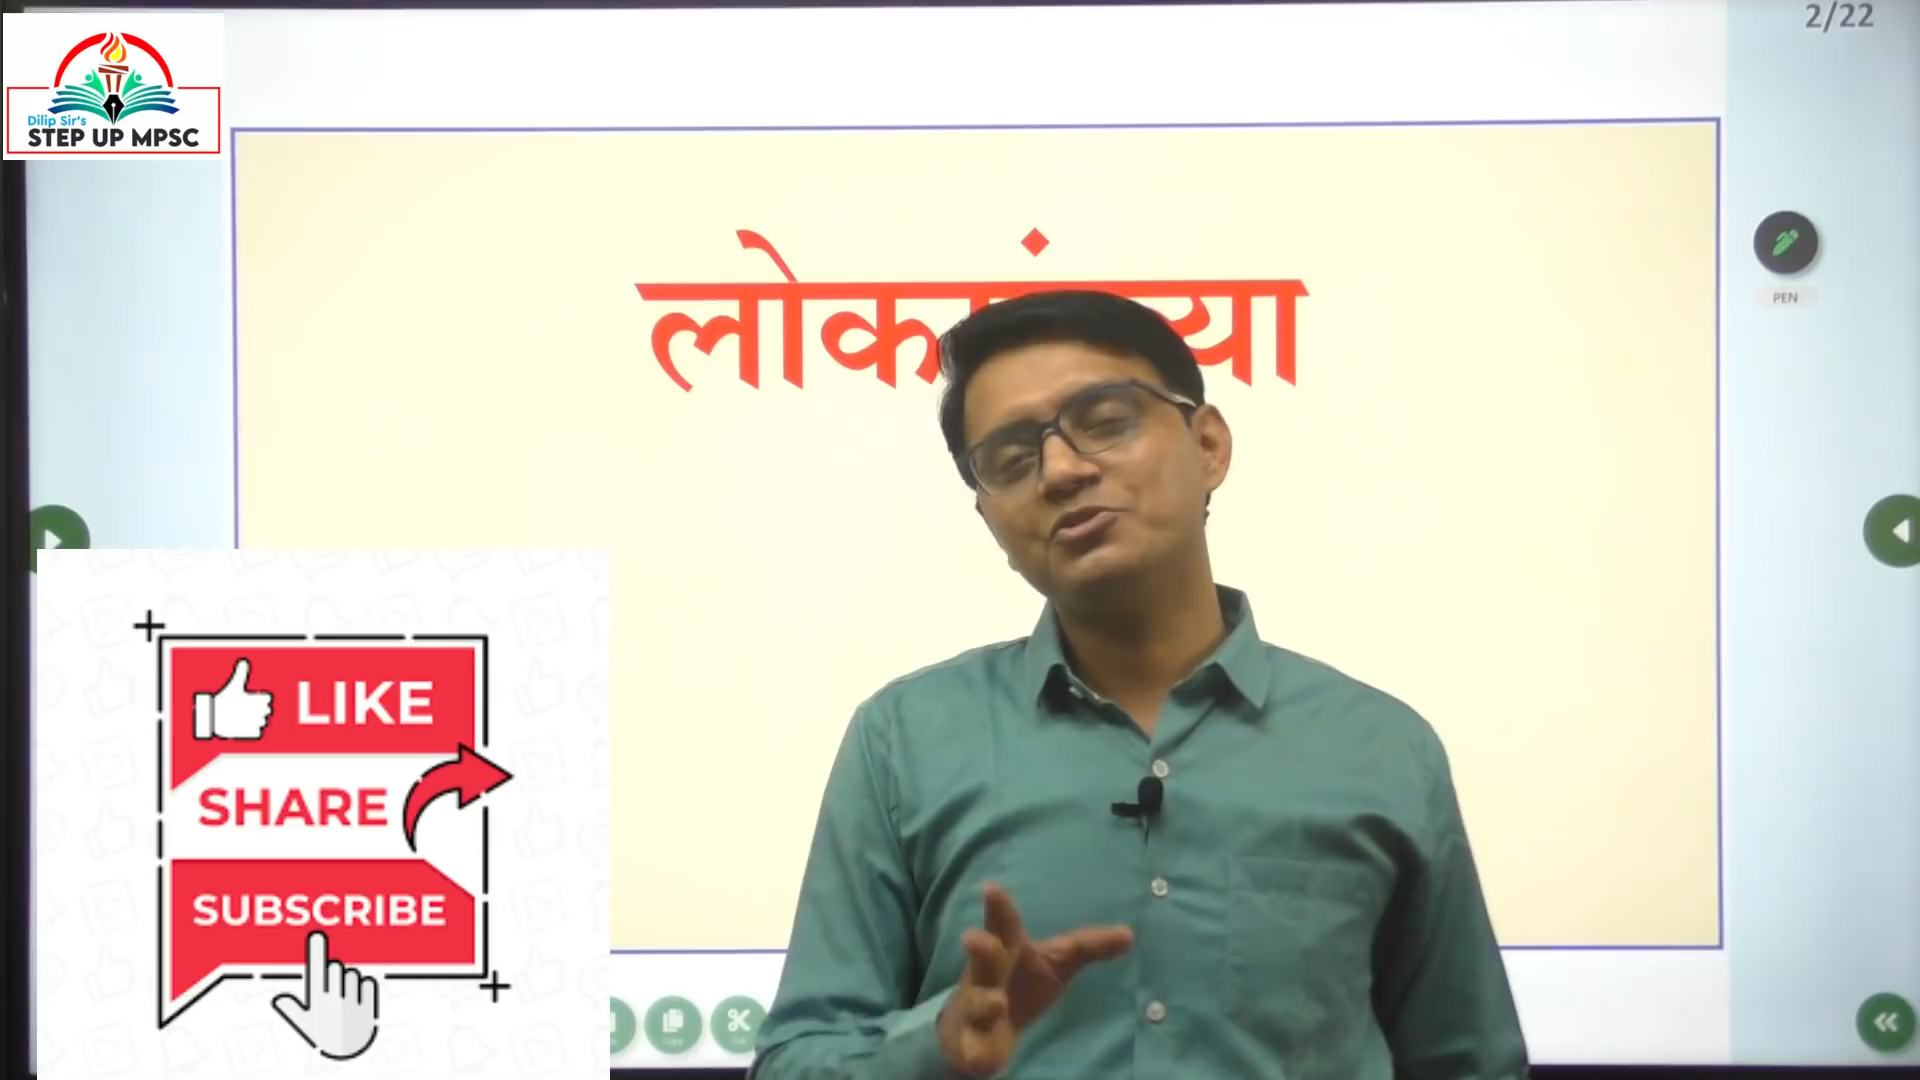 2/22
Dilip Sir's
STEP UP MPSC
PEN
LIKE
SHARE
SUBSCRIBE